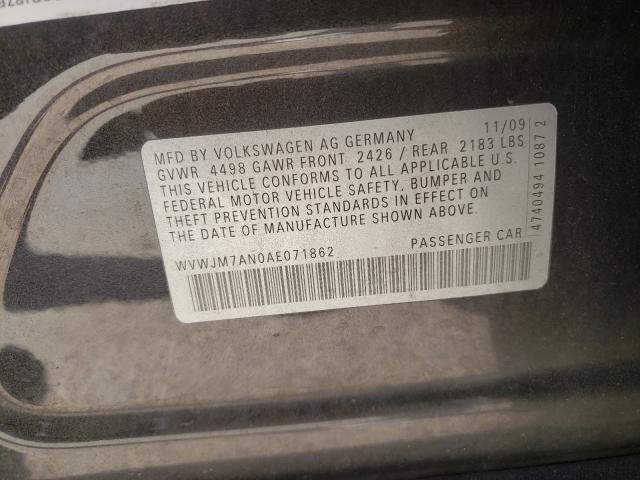 MFD BY VOLKSWAGEN AG GERMANY 11/09
GVWR 4498 GAWR FRONT 2426 / REAR 2183 LBS
THIS VEHICLE CONFORMS TO ALL APPLICABLE U.S.
FEDERAL MOTOR VEHICLE SAFETY, BUMPER AND
THEFT PREVENTION STANDARDS IN EFFECT ON
THE DATE OF MANUFACTURE SHOWN ABOVE.
WVWJM7AN0AE071862 PASSENGER CAR
4740494 1087 2